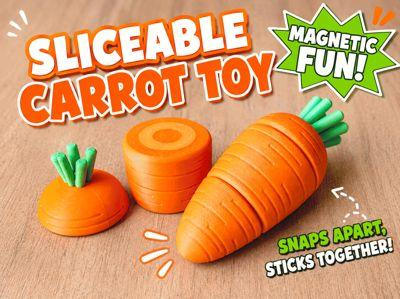 SLICEABLE
CARROT TOY
MAGNETIC
FUN!
SNAPS APART,
STICKS TOGETHER!